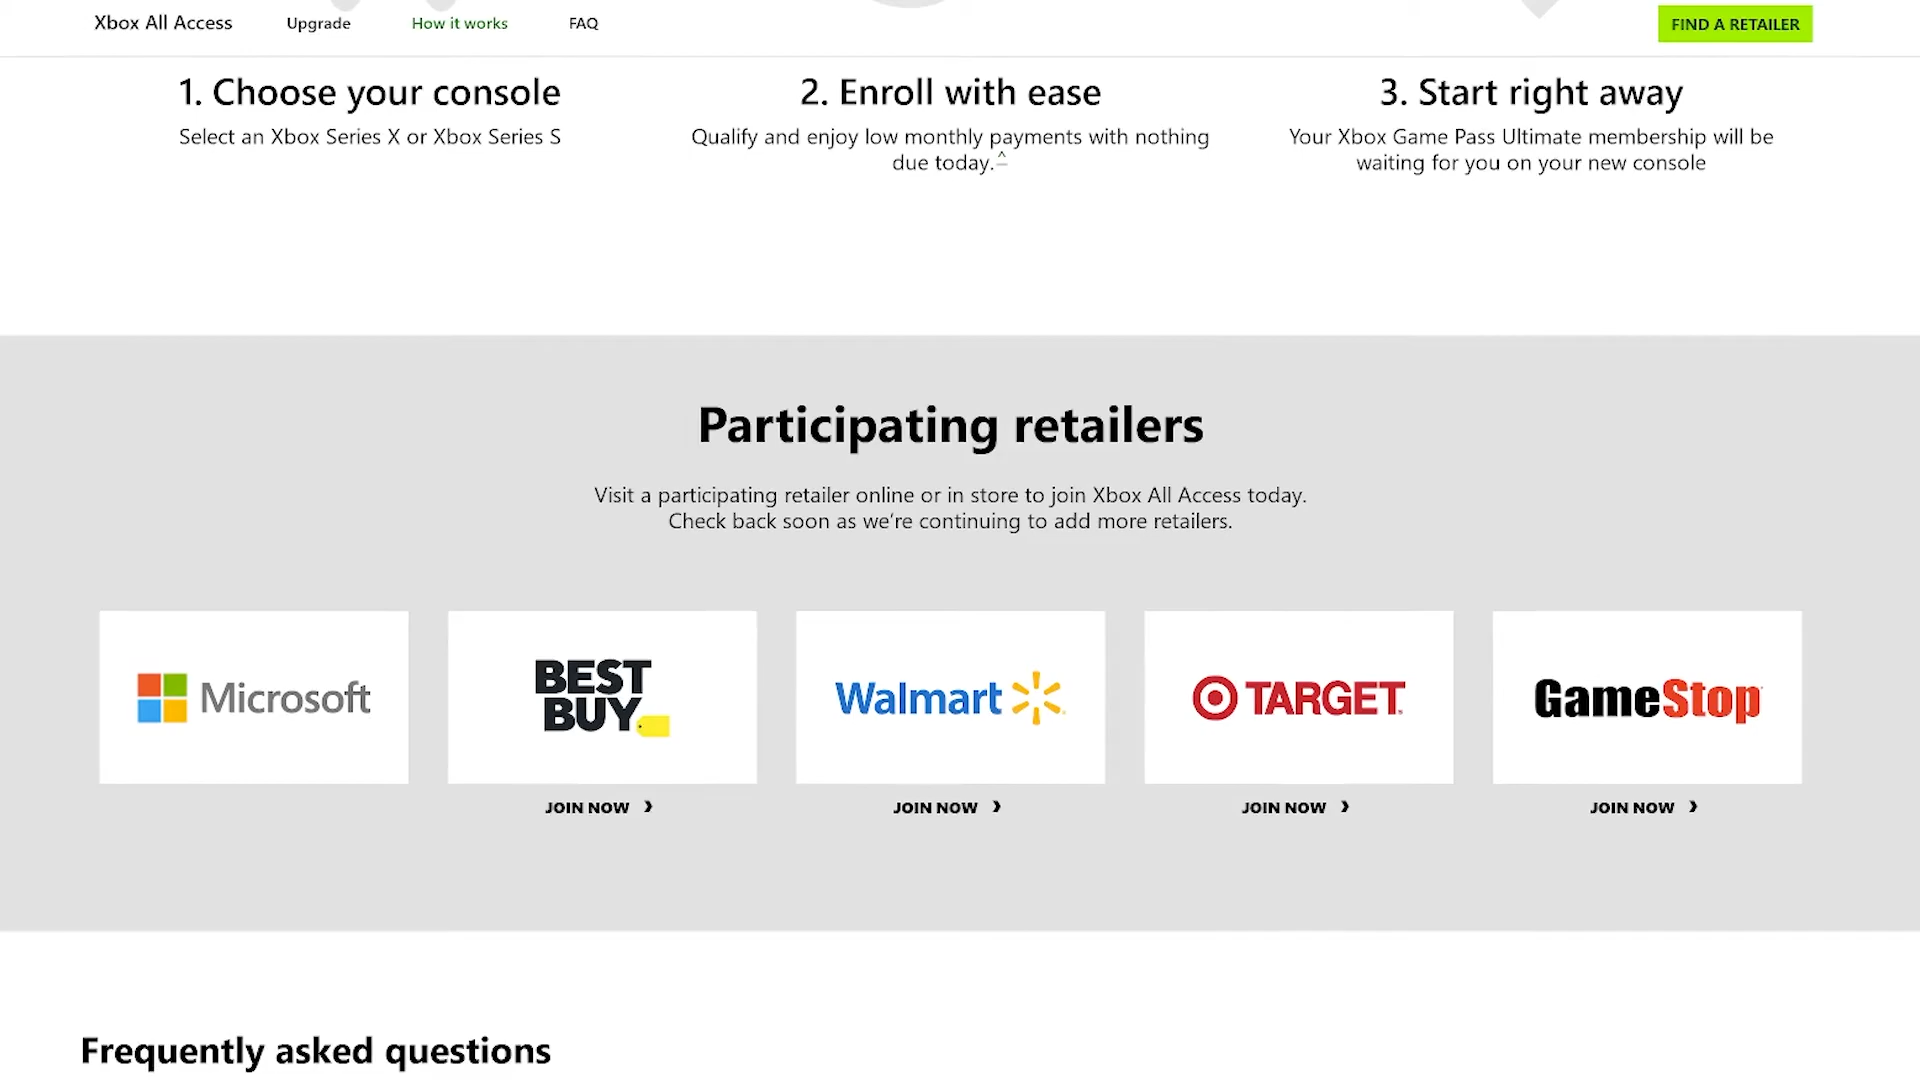 Xbox All Access
Upgrade
How it works
FAQ
FIND A RETAILER
1. Choose your console
Select an Xbox Series X or Xbox Series S
2. Enroll with ease
Qualify and enjoy low monthly payments with nothing
due today.^
3. Start right away
Your Xbox Game Pass Ultimate membership will be
waiting for you on your new console
Participating retailers
Visit a participating retailer online or in store to join Xbox All Access today.
Check back soon as we’re continuing to add more retailers.
Microsoft
BEST
BUY
Walmart
TARGET
GameStop
JOIN NOW
JOIN NOW
JOIN NOW
JOIN NOW
Frequently asked questions